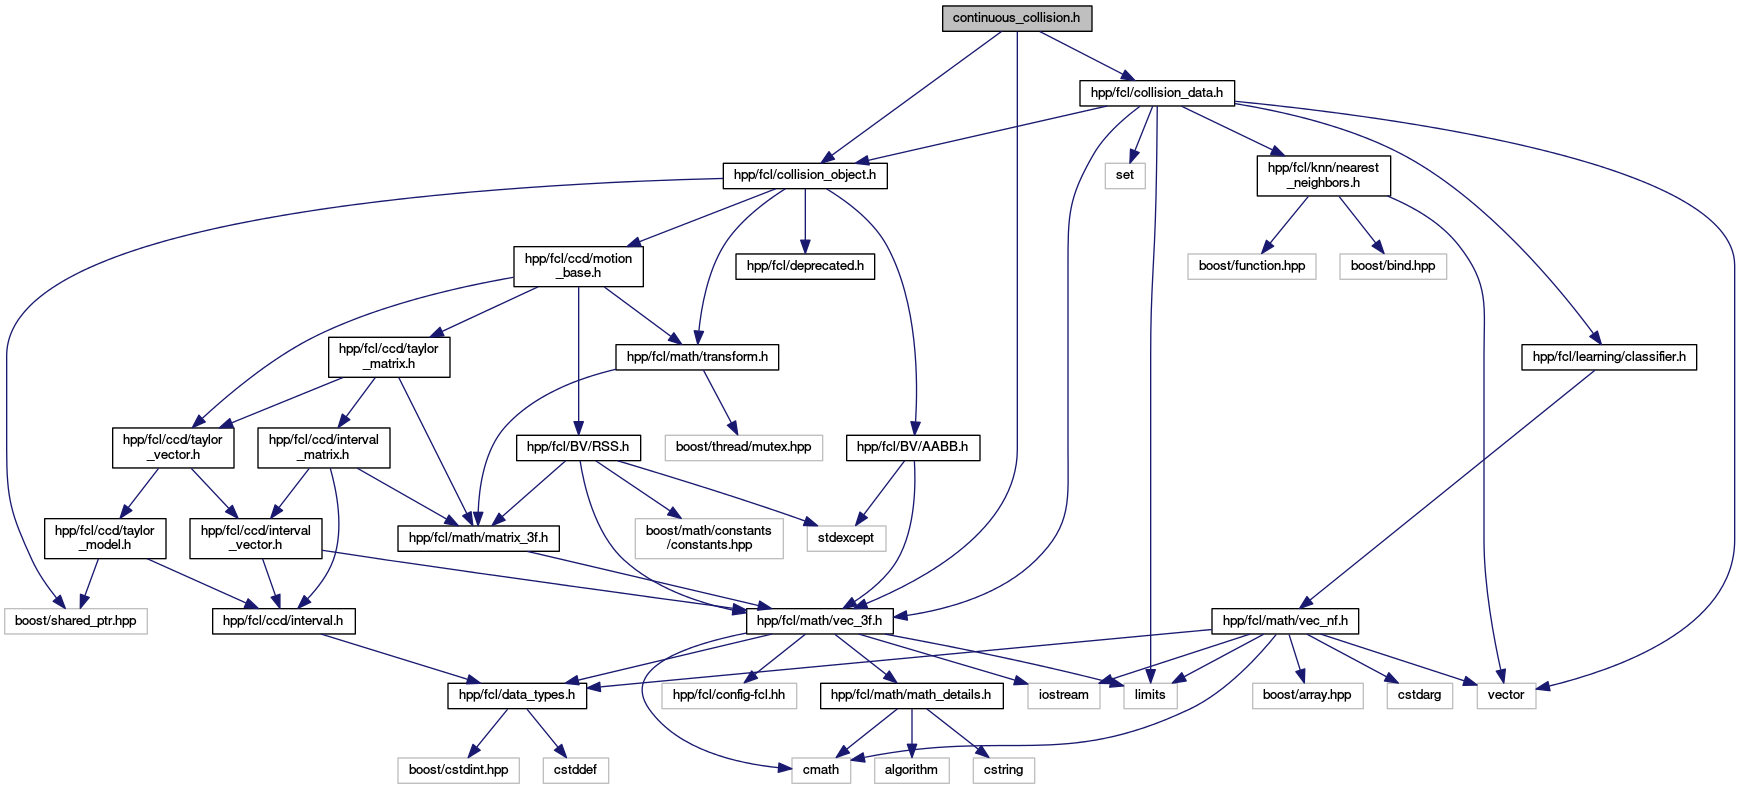 continuous_collision.h
hpp/fcl/collision_data.h
hpp/fcl/collision_object.h
set
hpp/fcl/knn/nearest
_neighbors.h
hpp/fcl/ccd/motion
_base.h
hpp/fcl/deprecated.h
boost/function.hpp
boost/bind.hpp
hpp/fcl/ccd/taylor
_matrix.h
hpp/fcl/math/transform.h
hpp/fcl/learning/classifier.h
hpp/fcl/ccd/taylor
_vector.h
hpp/fcl/ccd/interval
_matrix.h
hpp/fcl/BV/RSS.h
boost/thread/mutex.hpp
hpp/fcl/BV/AABB.h
hpp/fcl/ccd/taylor
_model.h
hpp/fcl/ccd/interval
_vector.h
hpp/fcl/math/matrix_3f.h
boost/math/constants
/constants.hpp
stdexcept
boost/shared_ptr.hpp
hpp/fcl/ccd/interval.h
hpp/fcl/math/vec_3f.h
hpp/fcl/math/vec_nf.h
hpp/fcl/data_types.h
hpp/fcl/config-fcl.hh
hpp/fcl/math/math_details.h
iostream
limits
boost/array.hpp
cstdarg
vector
boost/cstdint.hpp
cstddef
cmath
algorithm
cstring